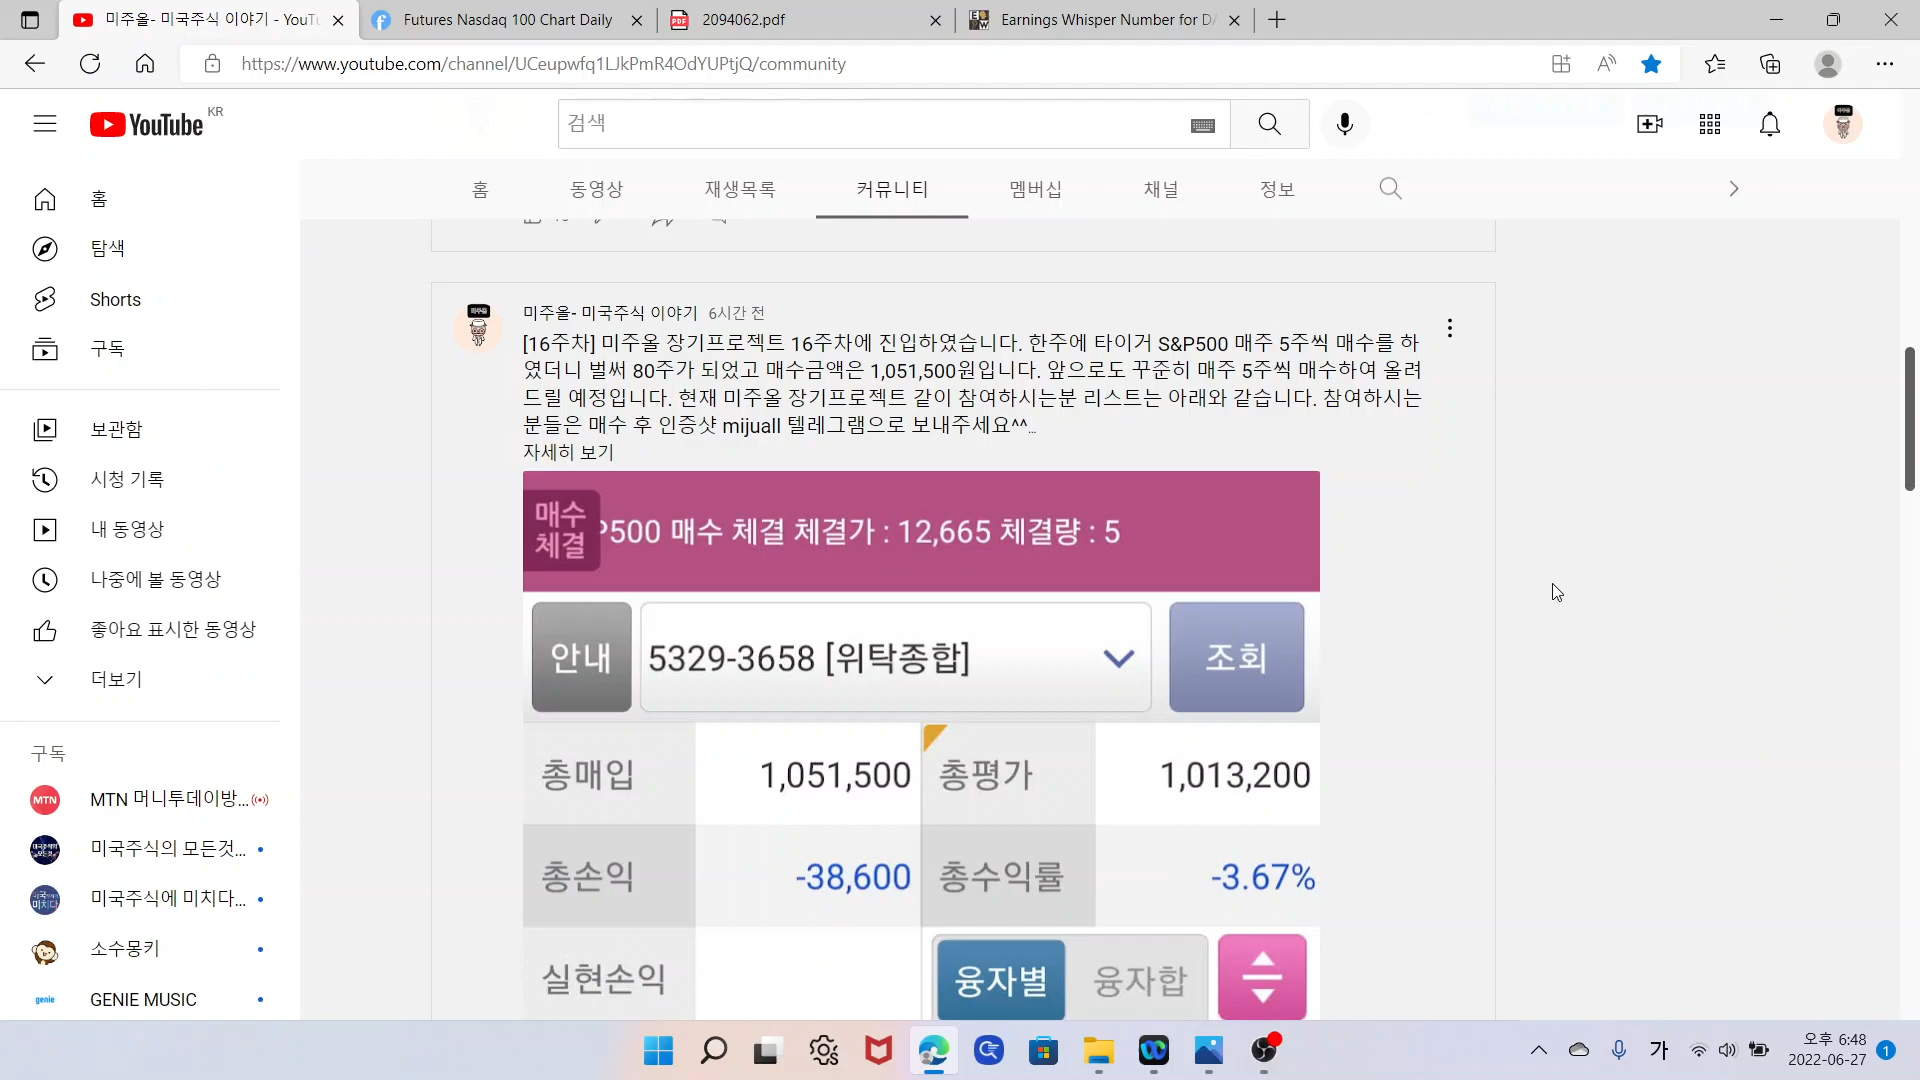 미주올- 미국주식 이야기 - YouTu
Futures Nasdaq 100 Chart Daily
2094062.pdf
Earnings Whisper Number for DA
https://www.youtube.com/channel/UCeupwfq1LJkPmR4OdYUPtjQ/community
YouTube KR
검색
홈
탐색
Shorts
구독
보관함
시청 기록
내 동영상
나중에 볼 동영상
좋아요 표시한 동영상
더보기
구독
MTN 머니투데이방...
미국주식의 모든것...
미국주식에 미치다...
소수몽키
GENIE MUSIC
홈 동영상 재생목록 커뮤니티 멤버십 채널 정보
미주올- 미국주식 이야기 6시간 전
[16주차] 미주올 장기프로젝트 16주차에 진입하였습니다. 한주에 타이거 S&P500 매주 5주씩 매수를 하
였더니 벌써 80주가 되었고 매수금액은 1,051,500원입니다. 앞으로도 꾸준히 매주 5주씩 매수하여 올려
드릴 예정입니다. 현재 미주올 장기프로젝트 같이 참여하시는분 리스트는 아래와 같습니다. 참여하시는
분들은 매수 후 인증샷 mijuall 텔레그램으로 보내주세요^^...
자세히 보기
매수
체결
P500 매수 체결 체결가 : 12,665 체결량 : 5
안내 5329-3658 [위탁종합] 조회
총매입 1,051,500 총평가 1,013,200
총손익 -38,600 총수익률 -3.67%
실현손익 융자별 융자합
가
오후 6:48
2022-06-27
1